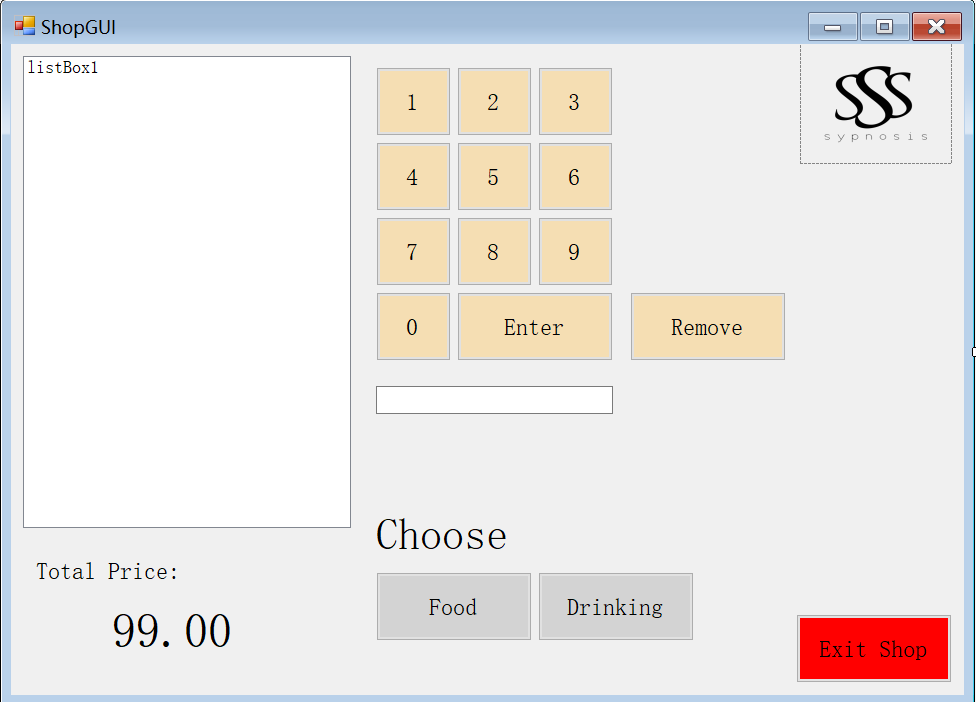 ShopGUI
listBox1
1 2 3
4 5 6
7 8 9
0 Enter Remove
SSS
sypnosis
Choose
Total Price:
Food Drinking
99.00
Exit Shop